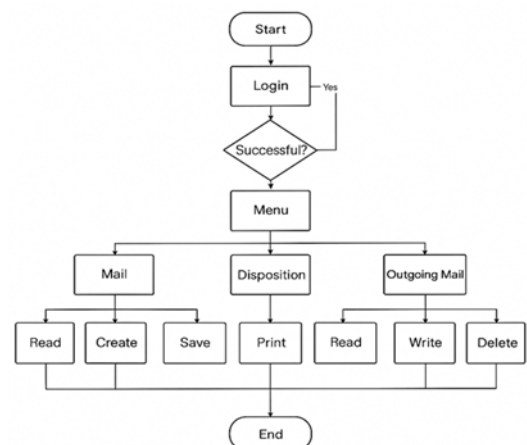 Start
Login
Yes
Successful?
Menu
Mail
Disposition
Outgoing Mail
Read
Create
Save
Print
Read
Write
Delete
End